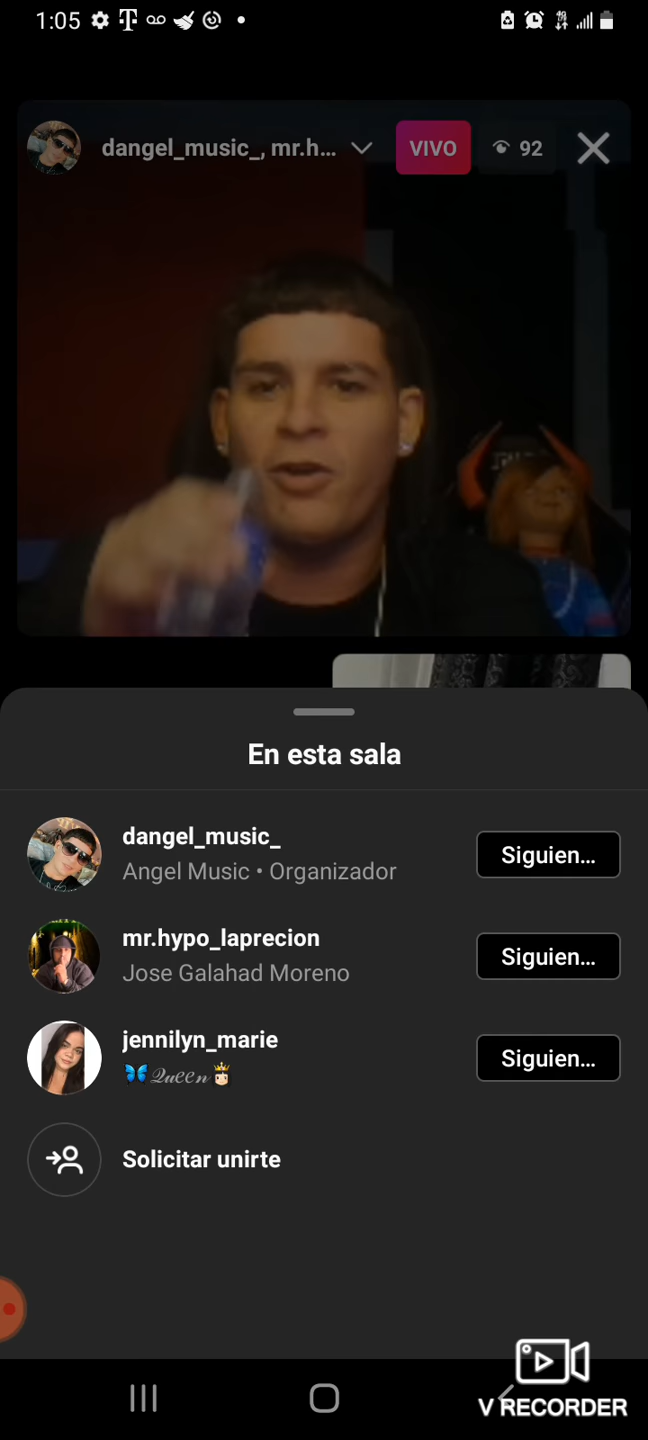 1:05
dangel_music_, mr.h...
VIVO
92
En esta sala
dangel_music_
Angel Music • Organizador
Siguien...
mr.hypo_laprecion
Jose Galahad Moreno
Siguien...
jennilyn_marie
🦋𝒬𝓊𝑒𝑒𝓃👸🏻
Siguien...
Solicitar unirte
V RECORDER